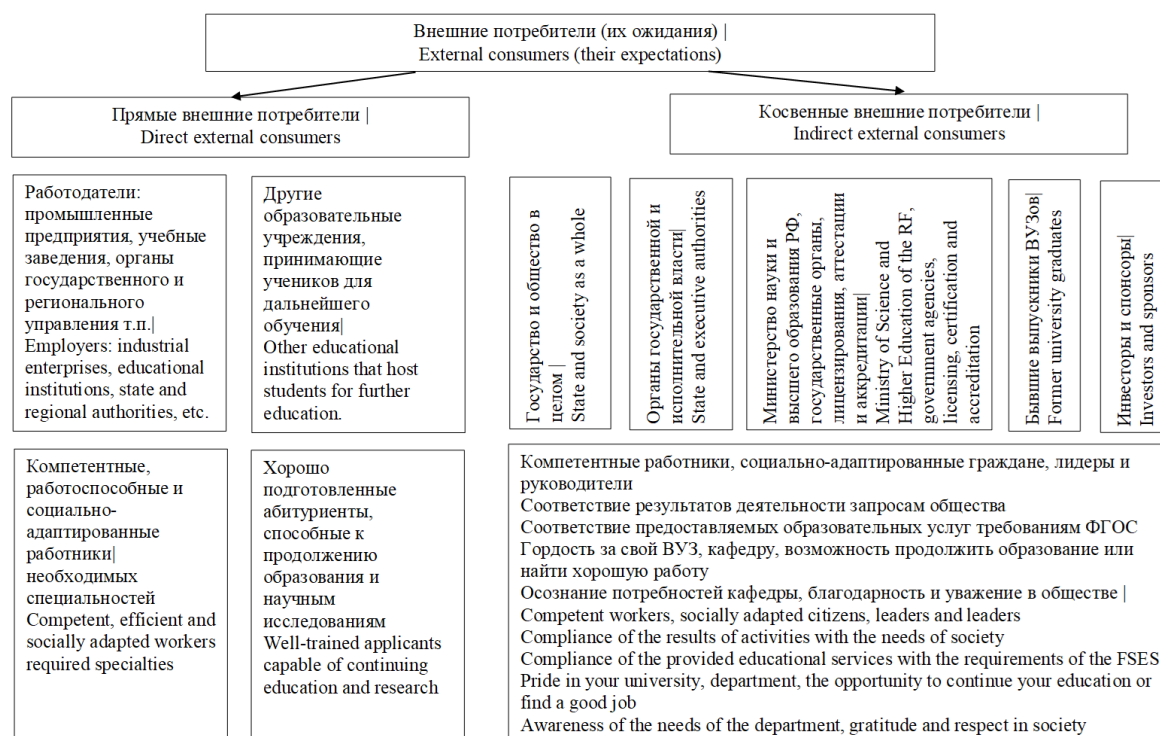 Внешние потребители (их ожидания) |
External consumers (their expectations)
Прямые внешние потребители |
Direct external consumers
Косвенные внешние потребители |
Indirect external consumers
Работодатели:
промышленные
предприятия, учебные
заведения, органы
государственного и
регионального
управления т.п.|
Employers: industrial
enterprises, educational
institutions, state and
regional authorities, etc.
Другие
образовательные
учреждения,
принимающие
учеников для
дальнейшего
обучения|
Other educational
institutions that host
students for further
education.
Государство и общество в
целом |
State and society as a whole
Органы государственной и
исполнительной власти|
State and executive authorities
Министерство науки и
высшего образования РФ,
государственные органы,
лицензирования, аттестации
и аккредитации|
Ministry of Science and
Higher Education of the RF,
government agencies,
licensing, certification and
accreditation
Бывшие выпускники ВУЗов|
Former university graduates
Инвесторы и спонсоры|
Investors and sponsors
Компетентные,
работоспособные и
социально-
адаптированные
работники|
необходимых
специальностей
Competent, efficient and
socially adapted workers
required specialties
Хорошо
подготовленные
абитуриенты,
способные к
продолжению
образования и
научным
исследованиям
Well-trained applicants
capable of continuing
education and research
Компетентные работники, социально-адаптированные граждане, лидеры и
руководители
Соответствие результатов деятельности запросам общества
Соответствие предоставляемых образовательных услуг требованиям ФГОС
Гордость за свой ВУЗ, кафедру, возможность продолжить образование или
найти хорошую работу
Осознание потребностей кафедры, благодарность и уважение в обществе |
Competent workers, socially adapted citizens, leaders and leaders
Compliance of the results of activities with the needs of society
Compliance of the provided educational services with the requirements of the FSES
Pride in your university, department, the opportunity to continue your education or
find a good job
Awareness of the needs of the department, gratitude and respect in society